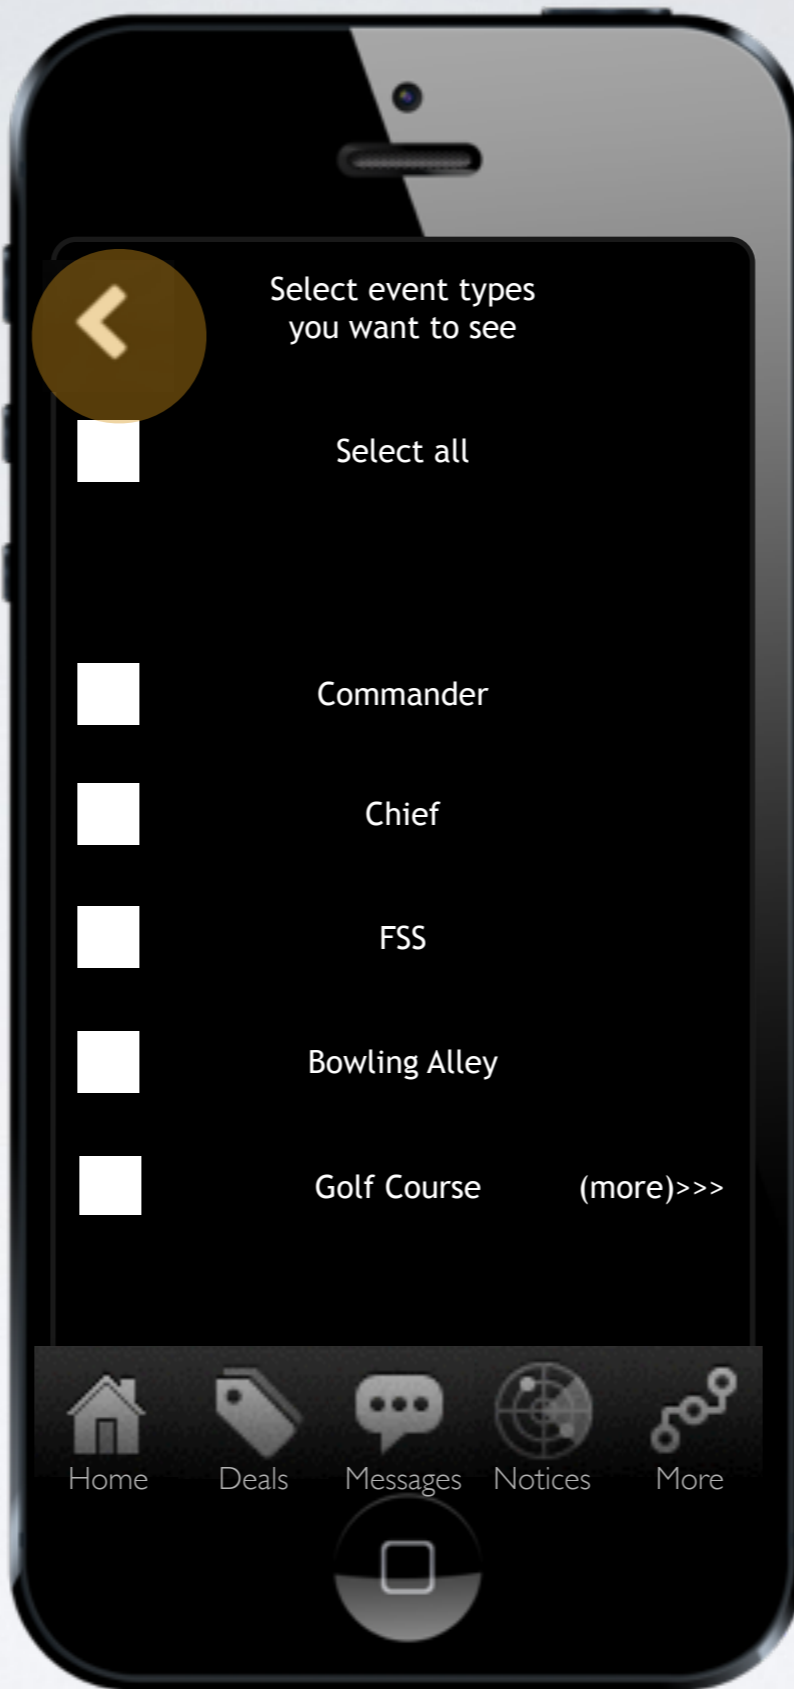 Select event types
you want to see
Select all
Commander
Chief
FSS
Bowling Alley
Golf Course (more)>>>
Home Deals Messages Notices More